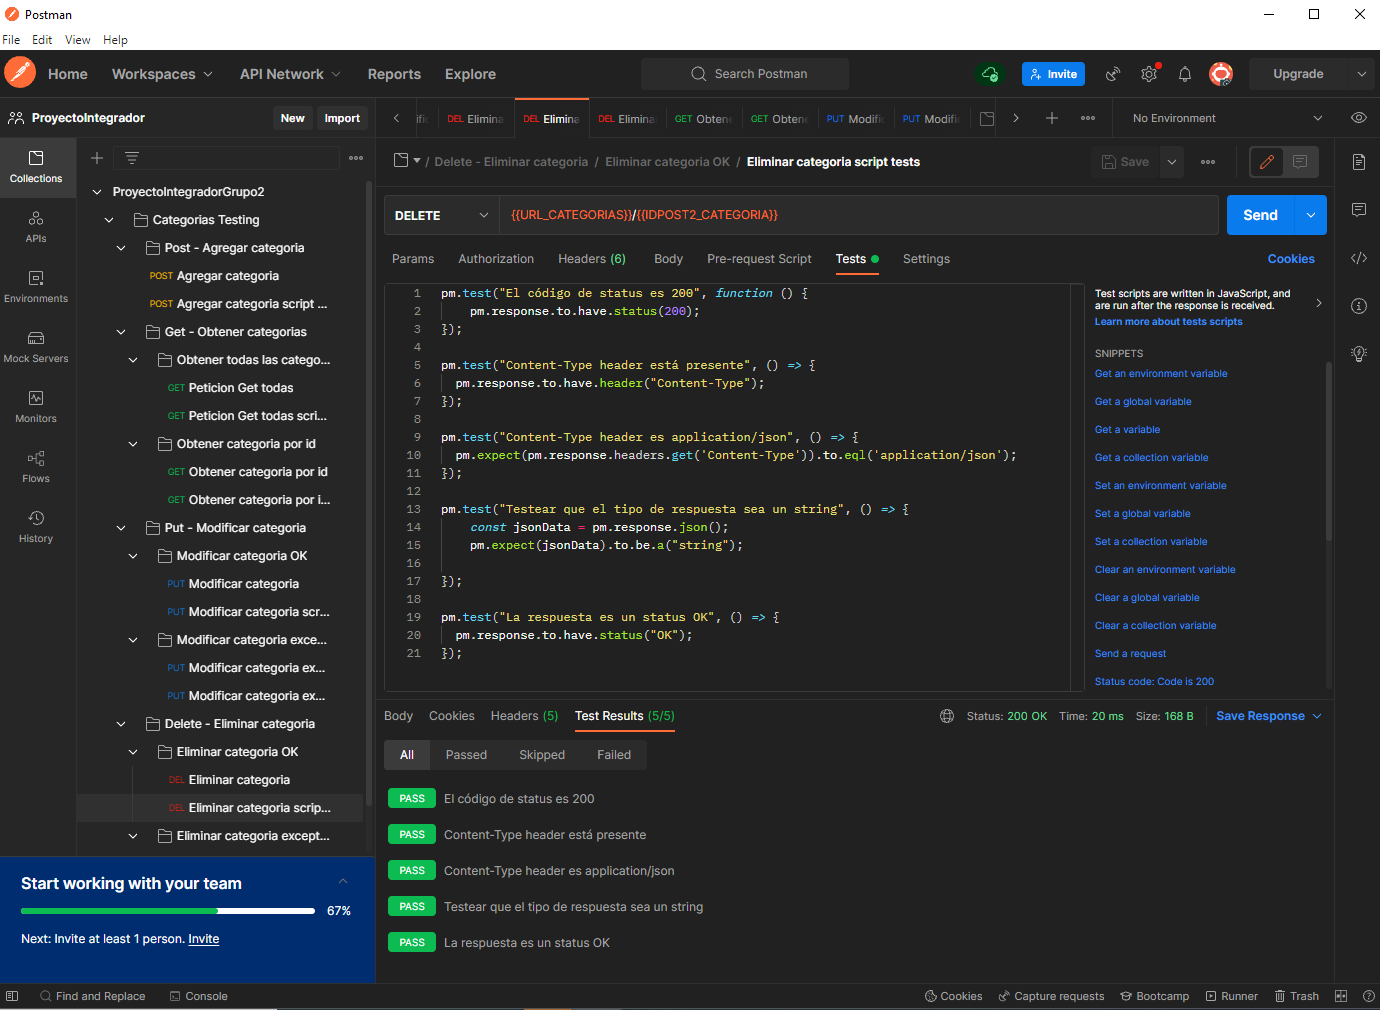 Postman
File Edit View Help
Home Workspaces API Network Reports Explore Search Postman Invite Upgrade
ProyectoIntegrador New Import
DEL Elimina DEL Elimina DEL Elimina GET Obten GET Obten PUT Modifi PUT Modifi No Environment
Collections
APIs
Environments
Mock Servers
Monitors
Flows
History
ProyectoIntegradorGrupo2
Categorias Testing
Post - Agregar categoria
POST Agregar categoria
POST Agregar categoria script ...
Get - Obtener categorias
Obtener todas las catego...
GET Peticion Get todas
GET Peticion Get todas scri...
Obtener categoria por id
GET Obtener categoria por id
GET Obtener categoria por i...
Put - Modificar categoria
Modificar categoria OK
PUT Modificar categoria
PUT Modificar categoria scr...
Modificar categoria exce...
PUT Modificar categoria ex...
PUT Modificar categoria ex...
Delete - Eliminar categoria
Eliminar categoria OK
DEL Eliminar categoria
DEL Eliminar categoria scrip...
Eliminar categoria except...
Start working with your team
67%
Next: Invite at least 1 person. Invite
/ Delete - Eliminar categoria / Eliminar categoria OK / Eliminar categoria script tests Save
DELETE {{URL_CATEGORIAS}}/{{IDPOST2_CATEGORIA}} Send
Params Authorization Headers (6) Body Pre-request Script Tests Settings Cookies
1 pm.test("El código de status es 200", function () {
2 pm.response.to.have.status(200);
3 });
4
5 pm.test("Content-Type header está presente", () => {
6 pm.response.to.have.header("Content-Type");
7 });
8
9 pm.test("Content-Type header es application/json", () => {
10 pm.expect(pm.response.headers.get('Content-Type')).to.eql('application/json');
11 });
12
13 pm.test("Testear que el tipo de respuesta sea un string", () => {
14 const jsonData = pm.response.json();
15 pm.expect(jsonData).to.be.a("string");
16
17 });
18
19 pm.test("La respuesta es un status OK", () => {
20 pm.response.to.have.status("OK");
21 });
Test scripts are written in JavaScript, and
are run after the response is received.
Learn more about tests scripts
SNIPPETS
Get an environment variable
Get a global variable
Get a variable
Get a collection variable
Set an environment variable
Set a global variable
Set a collection variable
Clear an environment variable
Clear a global variable
Clear a collection variable
Send a request
Status code: Code is 200
Body Cookies Headers (5) Test Results (5/5) Status: 200 OK Time: 20 ms Size: 168 B Save Response
All Passed Skipped Failed
PASS El código de status es 200
PASS Content-Type header está presente
PASS Content-Type header es application/json
PASS Testear que el tipo de respuesta sea un string
PASS La respuesta es un status OK
Find and Replace Console Cookies Capture requests Bootcamp Runner Trash